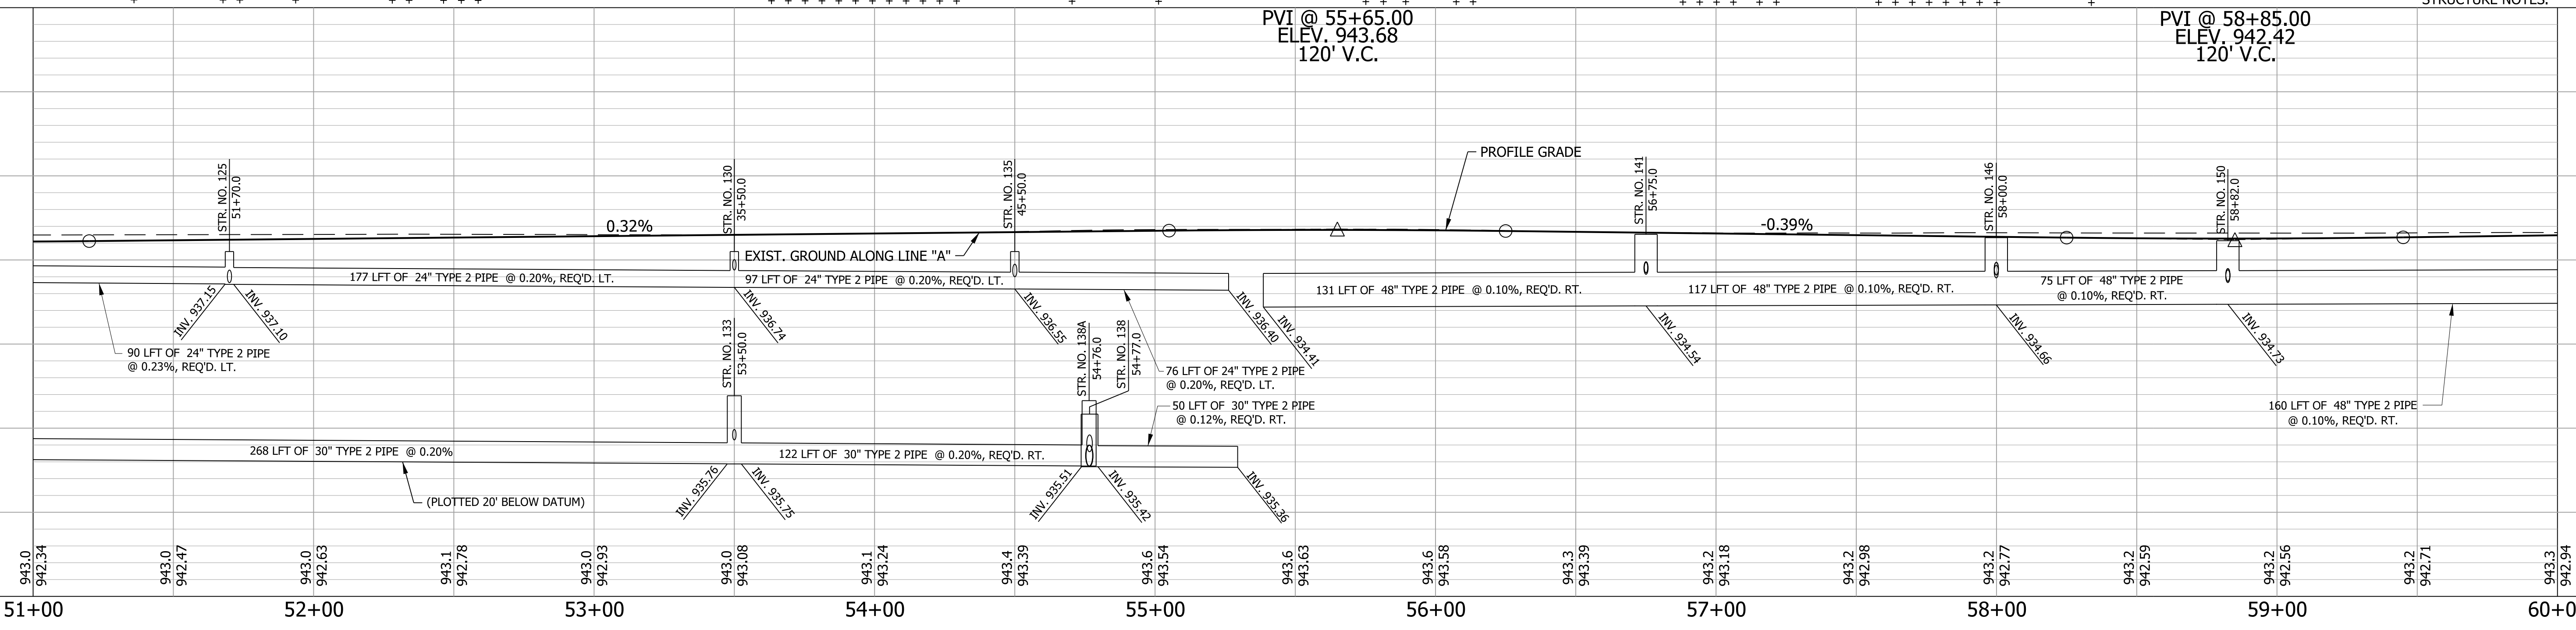 STRUCTURE NOTES:
PVI @ 55+65.00
ELEV. 943.68
120' V.C.
PVI @ 58+85.00
ELEV. 942.42
120' V.C.
PROFILE GRADE
STR. NO. 125
51+70.0
STR. NO. 130
35+50.0
STR. NO. 135
45+50.0
STR. NO. 141
56+75.0
STR. NO. 146
58+00.0
STR. NO. 150
58+82.0
0.32%
-0.39%
EXIST. GROUND ALONG LINE "A"
177 LFT OF 24" TYPE 2 PIPE @ 0.20%, REQ'D. LT.
97 LFT OF 24" TYPE 2 PIPE @ 0.20%, REQ'D. LT.
131 LFT OF 48" TYPE 2 PIPE @ 0.10%, REQ'D. RT.
117 LFT OF 48" TYPE 2 PIPE @ 0.10%, REQ'D. RT.
75 LFT OF 48" TYPE 2 PIPE
@ 0.10%, REQ'D. RT.
INV. 937.15
INV. 937.10
INV. 936.74
INV. 936.55
INV. 936.40
INV. 934.41
INV. 934.54
INV. 934.66
INV. 934.73
90 LFT OF 24" TYPE 2 PIPE
@ 0.23%, REQ'D. LT.
STR. NO. 133
53+50.0
STR. NO. 138A
54+76.0
STR. NO. 138
54+77.0
76 LFT OF 24" TYPE 2 PIPE
@ 0.20%, REQ'D. LT.
50 LFT OF 30" TYPE 2 PIPE
@ 0.12%, REQ'D. RT.
160 LFT OF 48" TYPE 2 PIPE
@ 0.10%, REQ'D. RT.
268 LFT OF 30" TYPE 2 PIPE @ 0.20%
122 LFT OF 30" TYPE 2 PIPE @ 0.20%, REQ'D. RT.
INV. 935.76
INV. 935.75
INV. 935.51
INV. 935.42
INV. 935.36
(PLOTTED 20' BELOW DATUM)
943.0
942.34
943.0
942.47
943.0
942.63
943.1
942.78
943.0
942.93
943.0
943.08
943.1
943.24
943.4
943.39
943.6
943.54
943.6
943.63
943.6
943.58
943.3
943.39
943.2
943.18
943.2
942.98
943.2
942.77
943.2
942.59
943.2
942.56
943.2
942.71
943.3
942.94
51+00
52+00
53+00
54+00
55+00
56+00
57+00
58+00
59+00
60+0